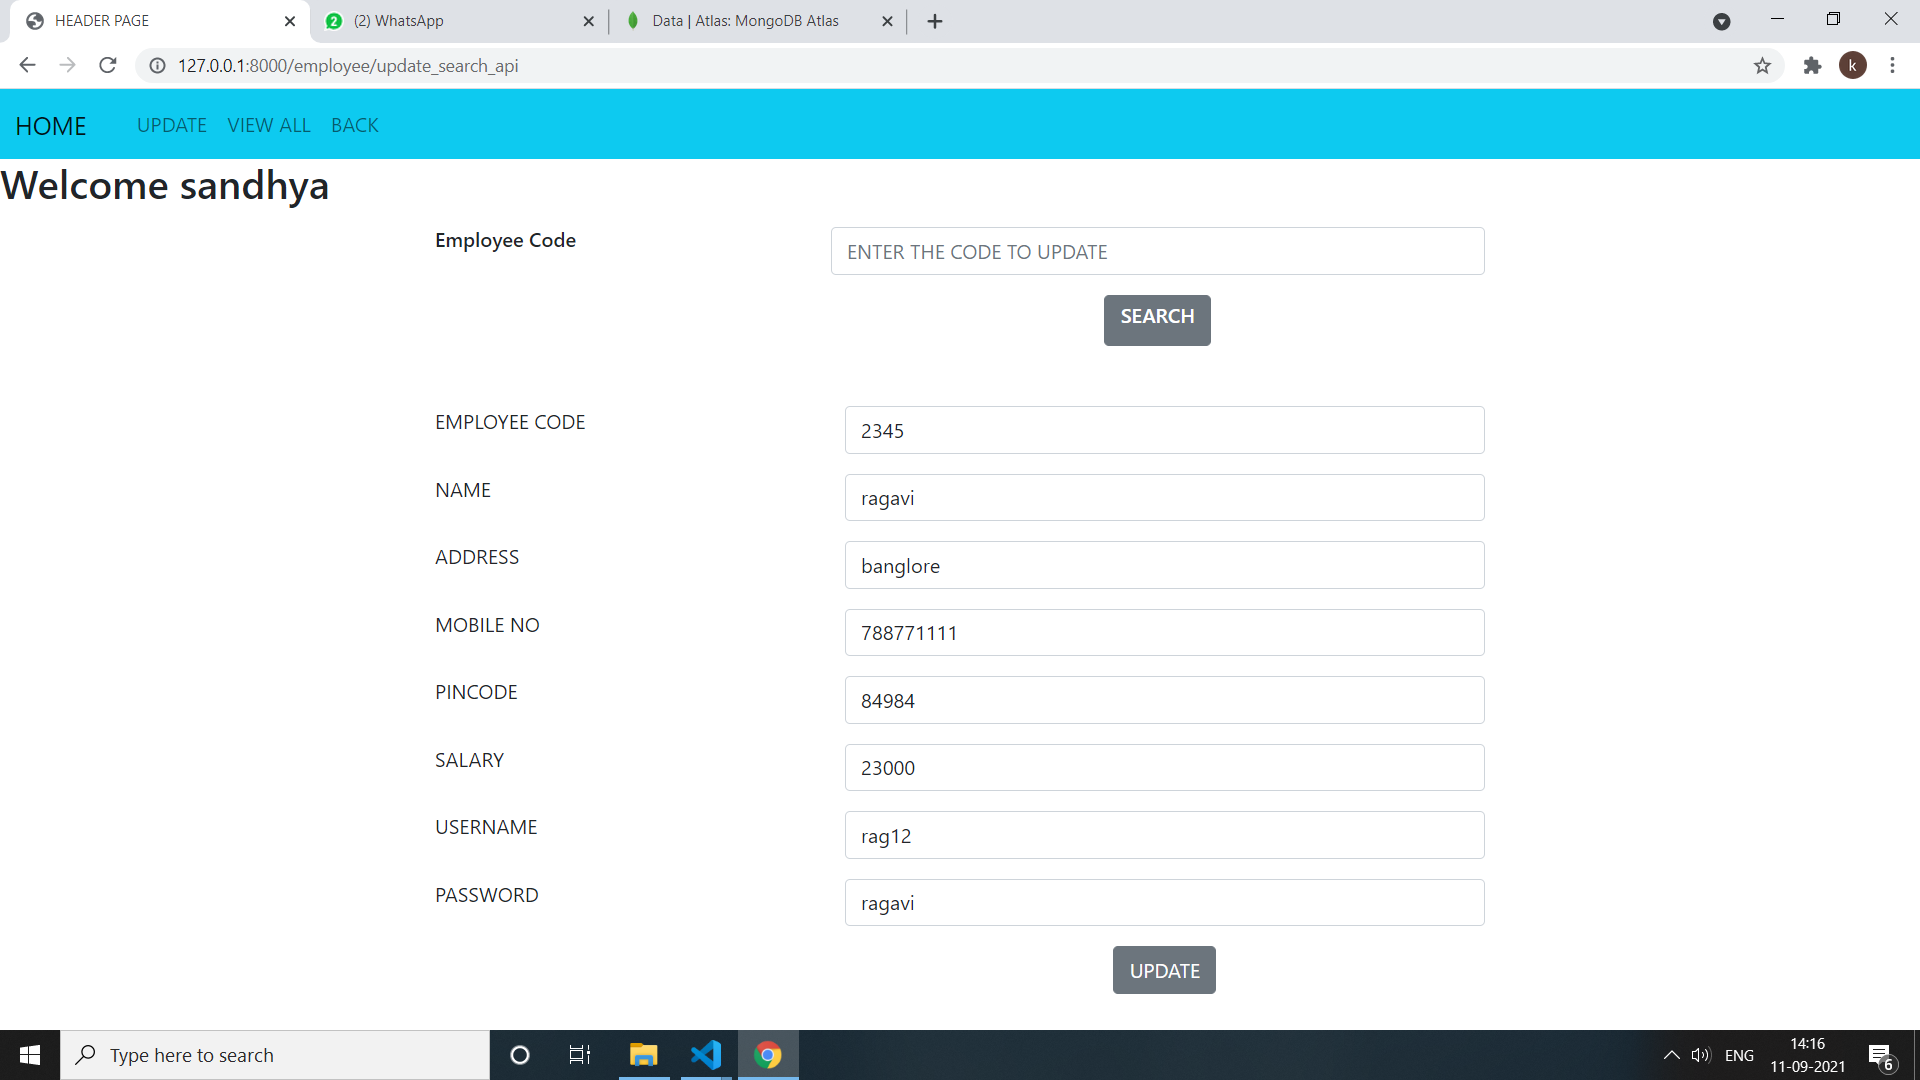 HEADER PAGE
(2) WhatsApp
Data | Atlas: MongoDB Atlas
127.0.0.1:8000/employee/update_search_api
k
HOME UPDATE VIEW ALL BACK
Welcome sandhya
Employee Code
ENTER THE CODE TO UPDATE
SEARCH
EMPLOYEE CODE 2345
NAME ragavi
ADDRESS banglore
MOBILE NO 788771111
PINCODE 84984
SALARY 23000
USERNAME rag12
PASSWORD ragavi
UPDATE
Type here to search
ENG
14:16
11-09-2021
6